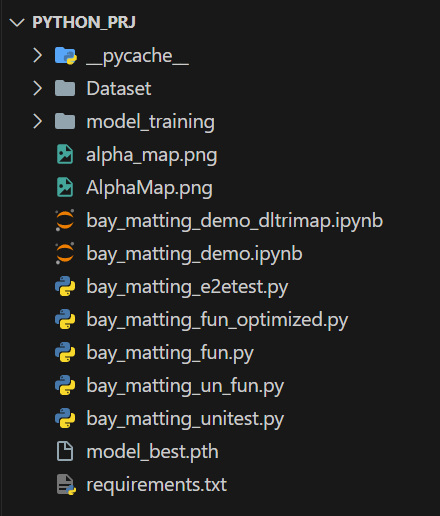 PYTHON_PRJ
__pycache__
Dataset
model_training
alpha_map.png
AlphaMap.png
bay_matting_demo_dltrimap.ipynb
bay_matting_demo.ipynb
bay_matting_e2etest.py
bay_matting_fun_optimized.py
bay_matting_fun.py
bay_matting_un_fun.py
bay_matting_unitest.py
model_best.pth
requirements.txt